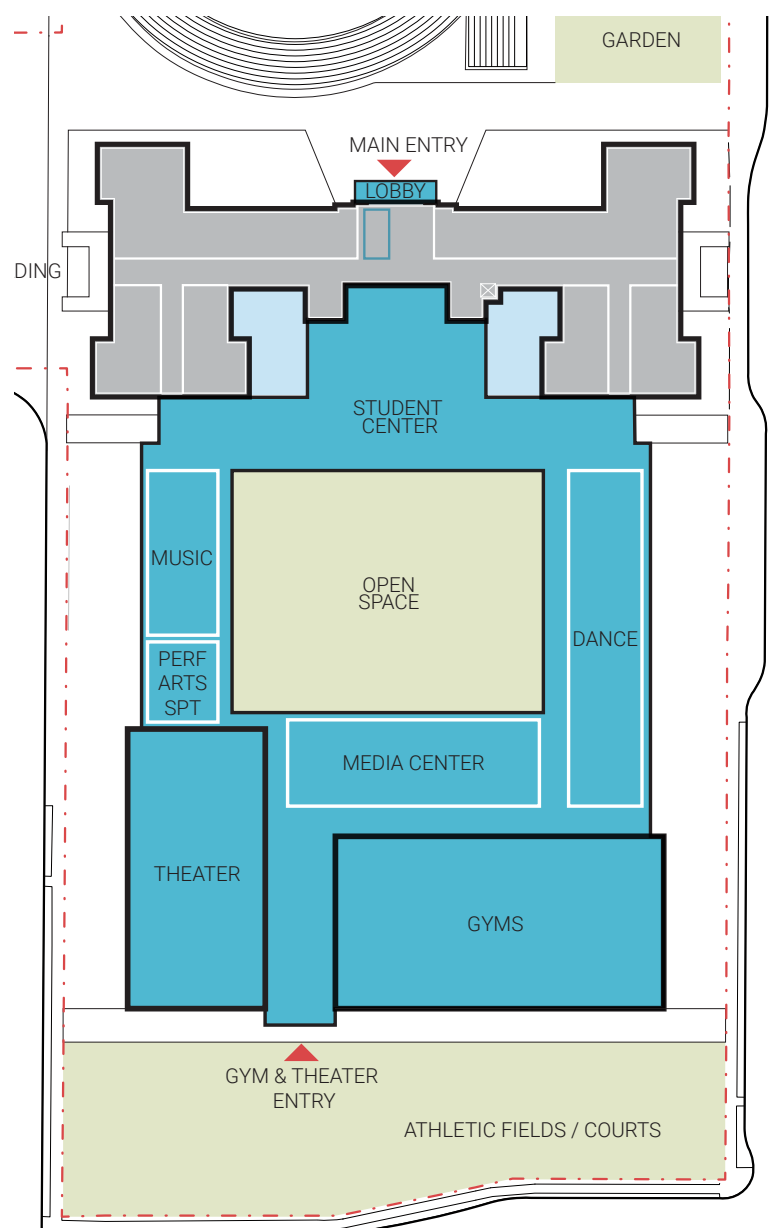 GARDEN
MAIN ENTRY
LOBBY
DING
STUDENT
CENTER
MUSIC
OPEN
SPACE
DANCE
PERF
ARTS
SPT
MEDIA CENTER
THEATER
GYMS
GYM & THEATER
ENTRY
ATHLETIC FIELDS / COURTS